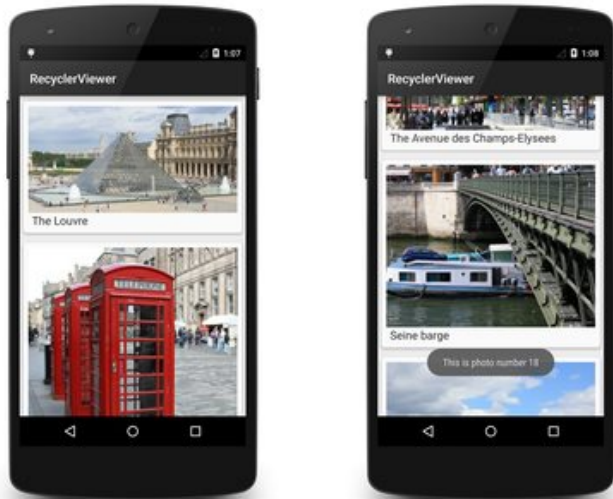 1:07
RecyclerViewer
The Louvre
TELEPHONE
1:08
RecyclerViewer
The Avenue des Champs-Elysees
Seine barge
This is photo number 18